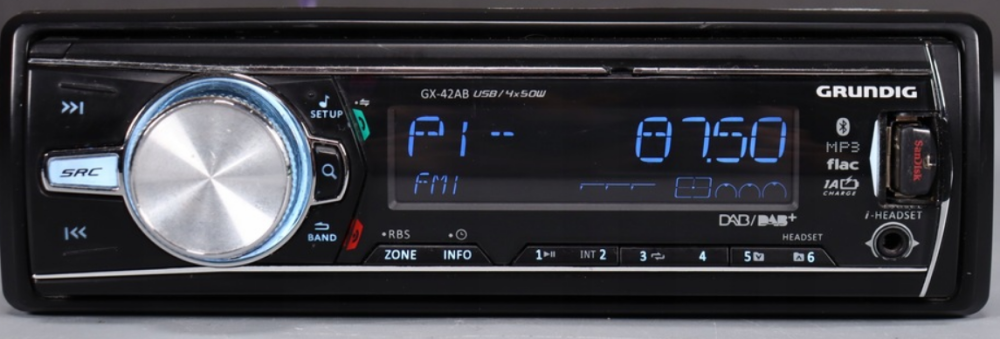 GX-42AB USB/4x50W
GRUNDIG
SETUP
P1 -- 87.50
FM1
MP3
flac
1A
CHARGE
SanDisk
SRC
BAND
DAB/DAB+
i-HEADSET
RBS
HEADSET
ZONE INFO
1 INT 2 3 4 5 6